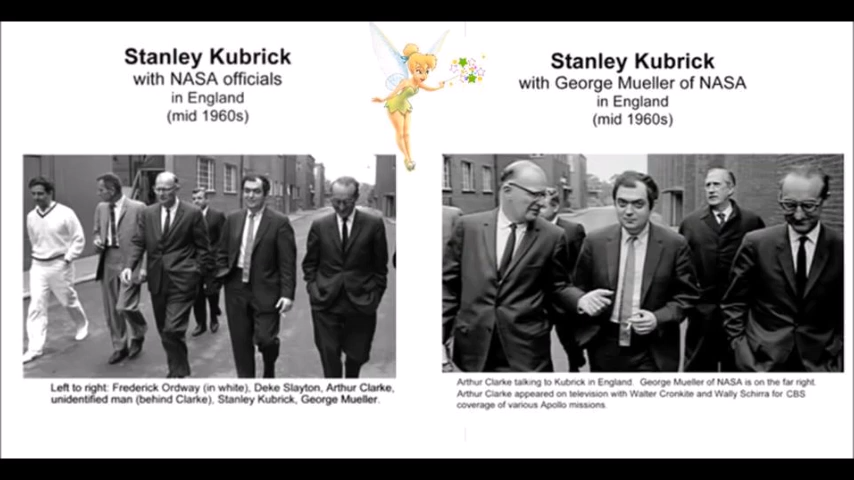 Stanley Kubrick
with NASA officials
in England
(mid 1960s)
Left to right: Frederick Ordway (in white), Deke Slayton, Arthur Clarke,
unidentified man (behind Clarke), Stanley Kubrick, George Mueller.
Stanley Kubrick
with George Mueller of NASA
in England
(mid 1960s)
Arthur Clarke talking to Kubrick in England. George Mueller of NASA is on the far right.
Arthur Clarke appeared on television with Walter Cronkite and Wally Schirra for CBS
coverage of various Apollo missions.